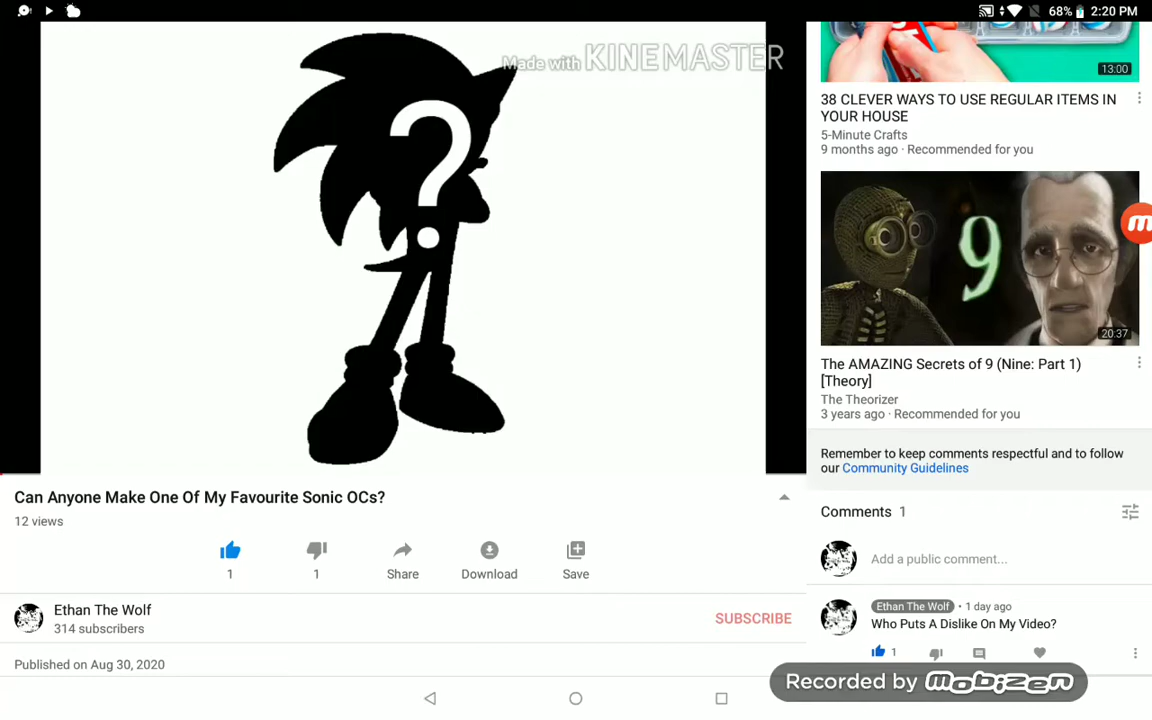 68% 2:20 PM
Made with KINEMASTER
?
13:00
38 CLEVER WAYS TO USE REGULAR ITEMS IN
YOUR HOUSE
5-Minute Crafts
9 months ago · Recommended for you
9
20:37
The AMAZING Secrets of 9 (Nine: Part 1)
[Theory]
The Theorizer
3 years ago · Recommended for you
Remember to keep comments respectful and to follow
our Community Guidelines
Comments 1
Add a public comment...
Ethan The Wolf • 1 day ago
Who Puts A Dislike On My Video?
1
Can Anyone Make One Of My Favourite Sonic OCs?
12 views
1 1 Share Download Save
Ethan The Wolf
314 subscribers
SUBSCRIBE
Published on Aug 30, 2020
Recorded by mobizen